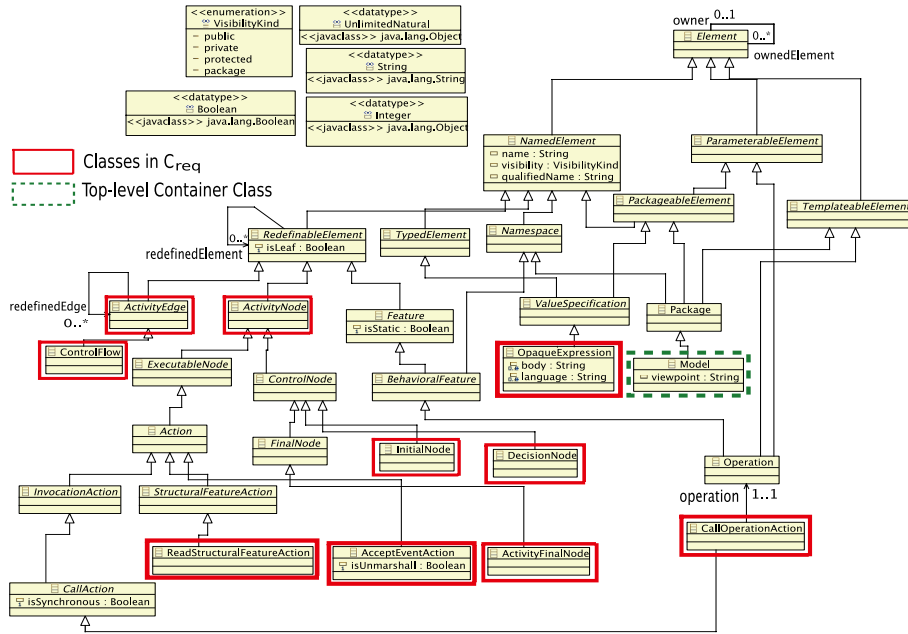 <<enumeration>>
VisibilityKind
public
private
protected
package
<<datatype>>
UnlimitedNatural
<<javaclass>> java.lang.Object
<<datatype>>
String
<<javaclass>> java.lang.String
<<datatype>>
Boolean
<<javaclass>> java.lang.Boolean
<<datatype>>
Integer
<<javaclass>> java.lang.Object
owner
0..1
Element
0..*
ownedElement
Classes in Creq
Top-level Container Class
NamedElement
name : String
visibility : VisibilityKind
qualifiedName : String
ParameterableElement
PackageableElement
TemplateableElement
0..*
redefinedElement
RedefinableElement
isLeaf : Boolean
TypedElement
Namespace
redefinedEdge
0..*
ActivityEdge
ActivityNode
Feature
isStatic : Boolean
ValueSpecification
Package
ControlFlow
ExecutableNode
ControlNode
BehavioralFeature
OpaqueExpression
body : String
language : String
Model
viewpoint : String
Action
FinalNode
InitialNode
DecisionNode
Operation
InvocationAction
StructuralFeatureAction
operation
1..1
CallOperationAction
ReadStructuralFeatureAction
AcceptEventAction
isUnmarshall : Boolean
ActivityFinalNode
CallAction
isSynchronous : Boolean